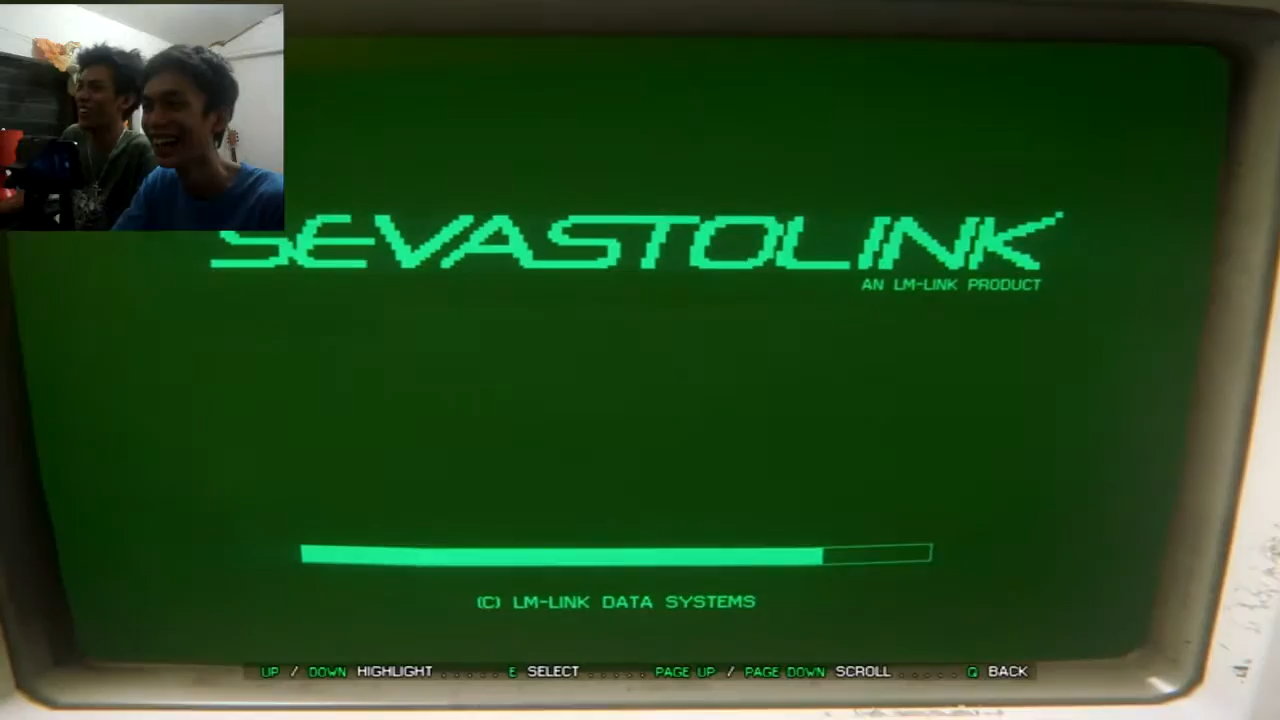 SEVASTOLINK
AN LM-LINK PRODUCT
(C) LM-LINK DATA SYSTEMS
UP / DOWN HIGHLIGHT ..... E SELECT ..... PAGE UP / PAGE DOWN SCROLL ..... Q BACK